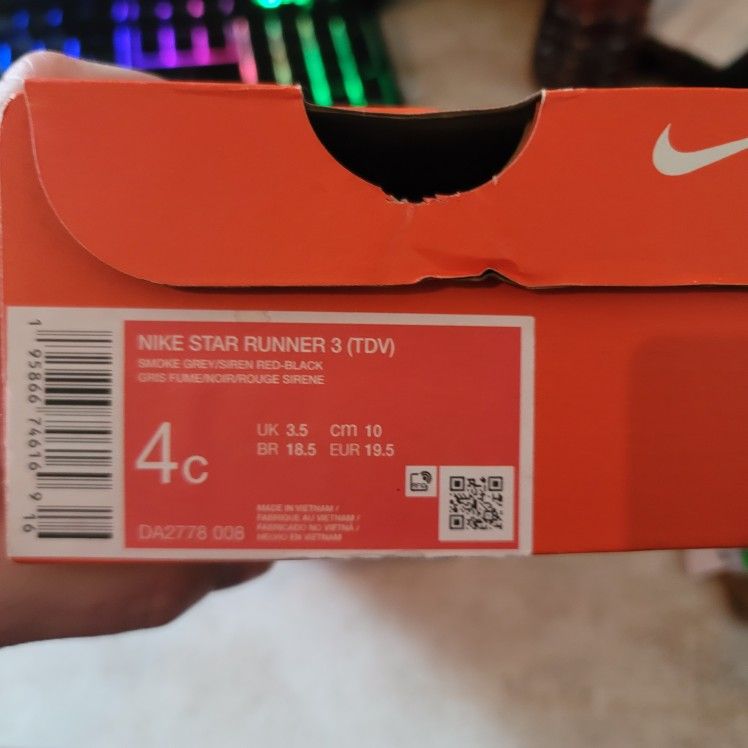 NIKE STAR RUNNER 3 (TDV)
SMOKE GREY/SIREN RED-BLACK
GRIS FUME/NOIR/ROUGE SIRENE
4c
UK 3.5 cm 10
BR 18.5 EUR 19.5
MADE IN VIETNAM /
FABRIQUE AU VIETNAM /
FABRICADO NO VIETNÃ /
HECHO EN VIETNAM
DA2778 008
1 95866 74616 9 16